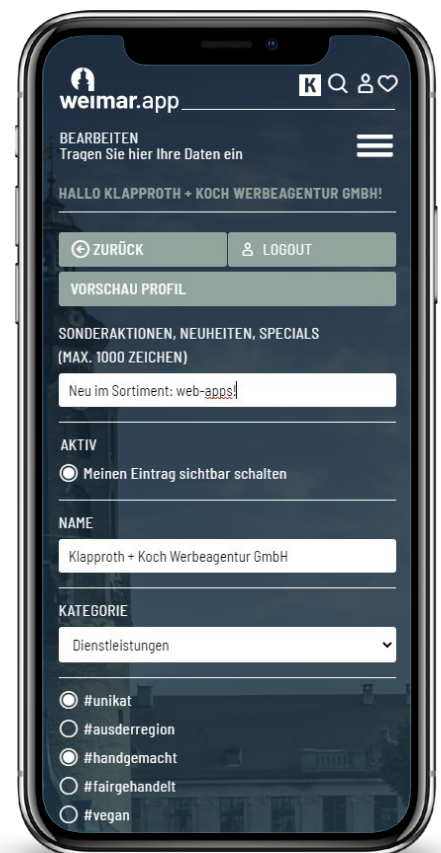 K
weimar.app
BEARBEITEN
Tragen Sie hier Ihre Daten ein
HALLO KLAPPROTH + KOCH WERBEAGENTUR GMBH!
ZURÜCK
LOGOUT
VORSCHAU PROFIL
SONDERAKTIONEN, NEUHEITEN, SPECIALS
(MAX. 1000 ZEICHEN)
Neu im Sortiment: web-apps!
AKTIV
Meinen Eintrag sichtbar schalten
NAME
Klapproth + Koch Werbeagentur GmbH
KATEGORIE
Dienstleistungen
#unikat
#ausderregion
#handgemacht
#fairgehandelt
#vegan